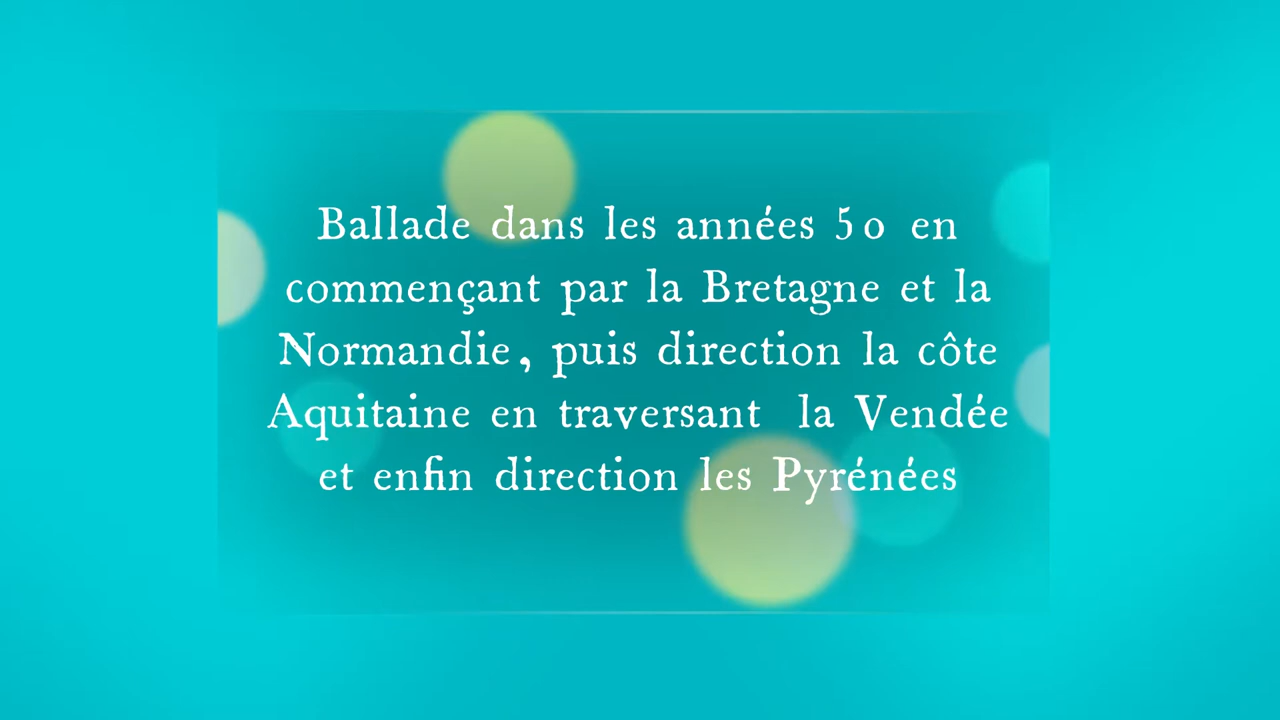 Ballade dans les années 50 en
commençant par la Bretagne et la
Normandie, puis direction la côte
Aquitaine en traversant la Vendée
et enfin direction les Pyrénées